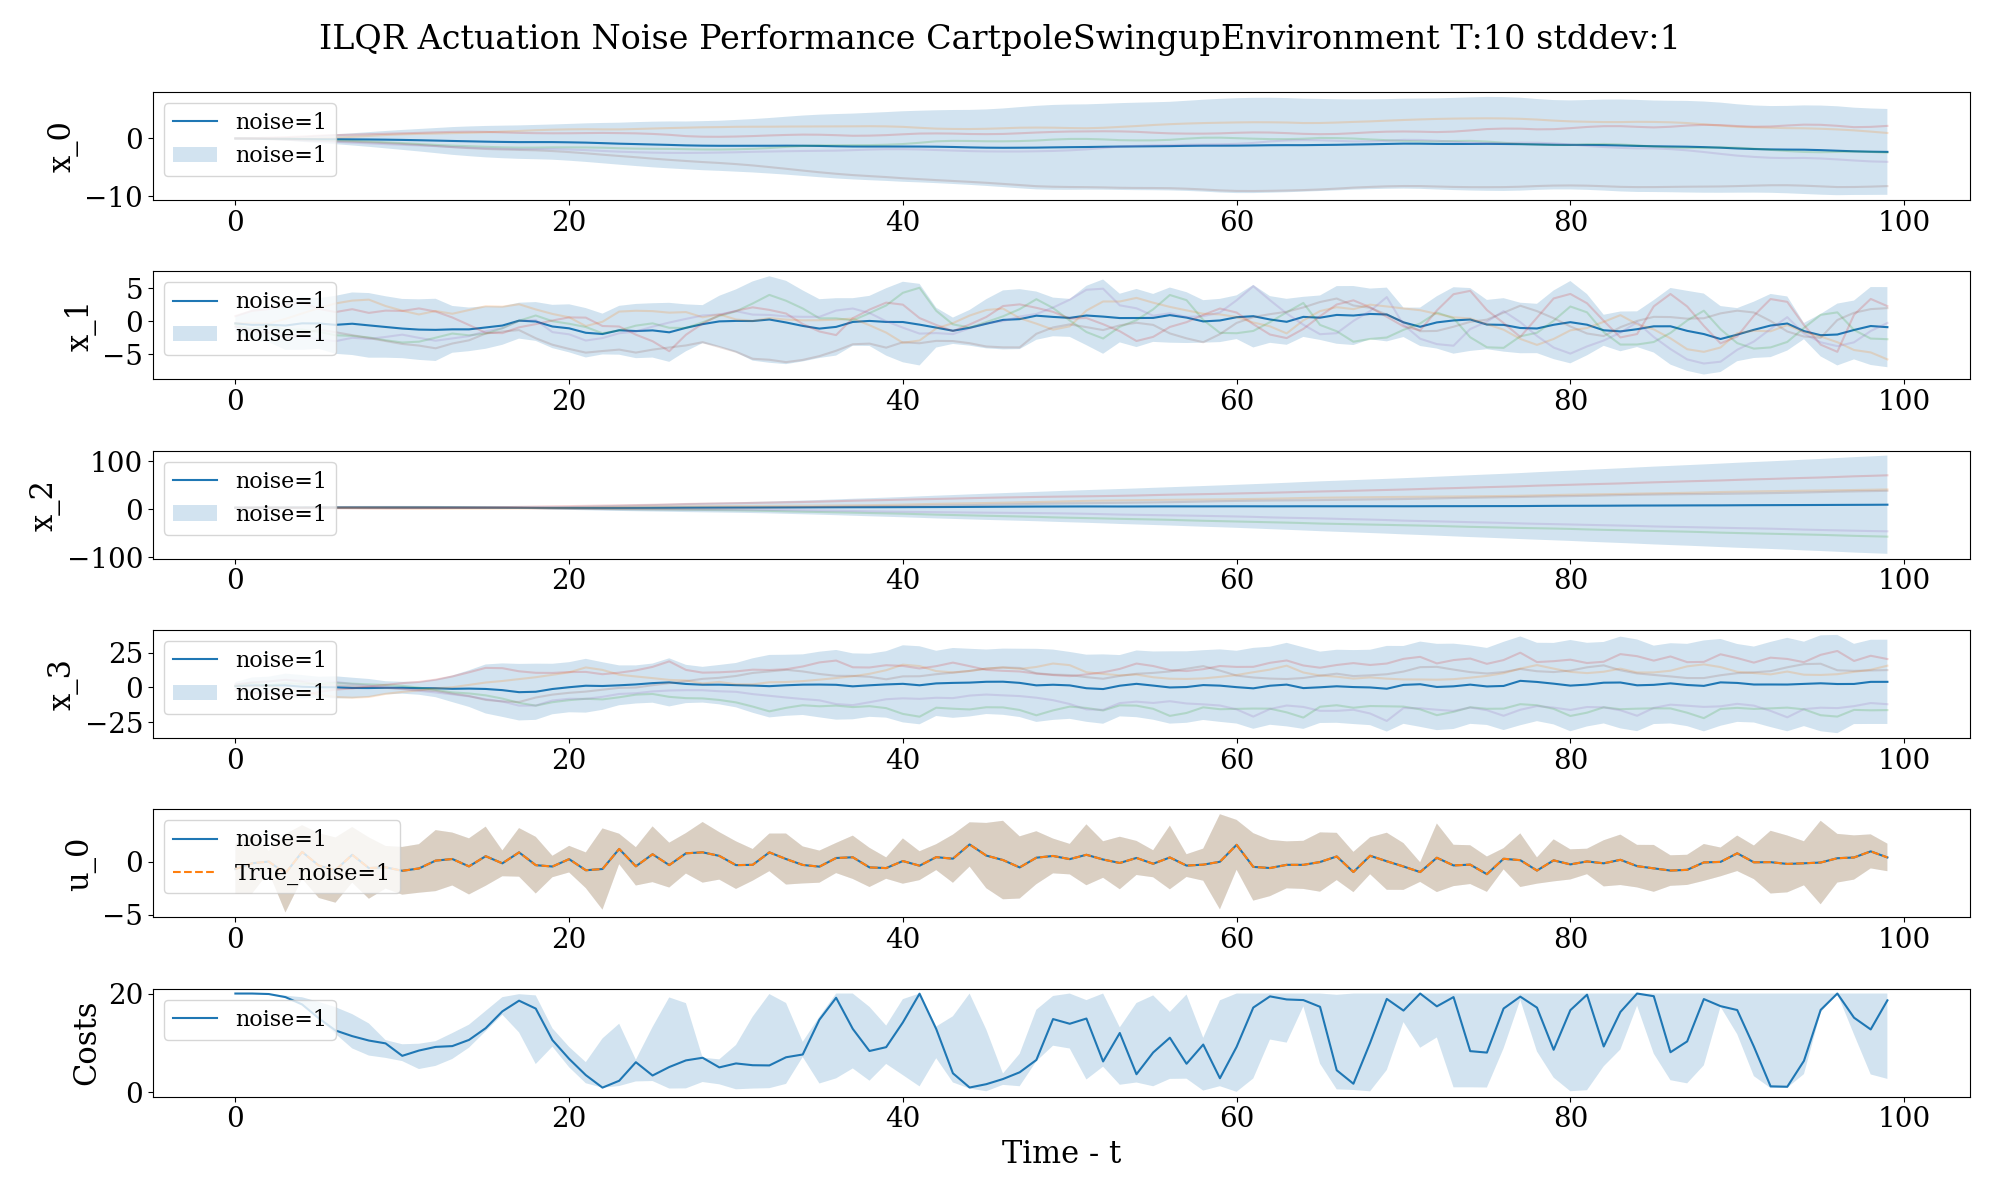 ILQR Actuation Noise Performance CartpoleSwingupEnvironment T:10 stddev:1
x_0
0
−10
noise=1
noise=1
0 20 40 60 80 100
x_1
5
0
−5
noise=1
noise=1
0 20 40 60 80 100
x_2
100
0
−100
noise=1
noise=1
0 20 40 60 80 100
x_3
25
0
−25
noise=1
noise=1
0 20 40 60 80 100
u_0
0
−5
noise=1
True_noise=1
0 20 40 60 80 100
Costs
20
0
noise=1
0 20 40 60 80 100
Time - t